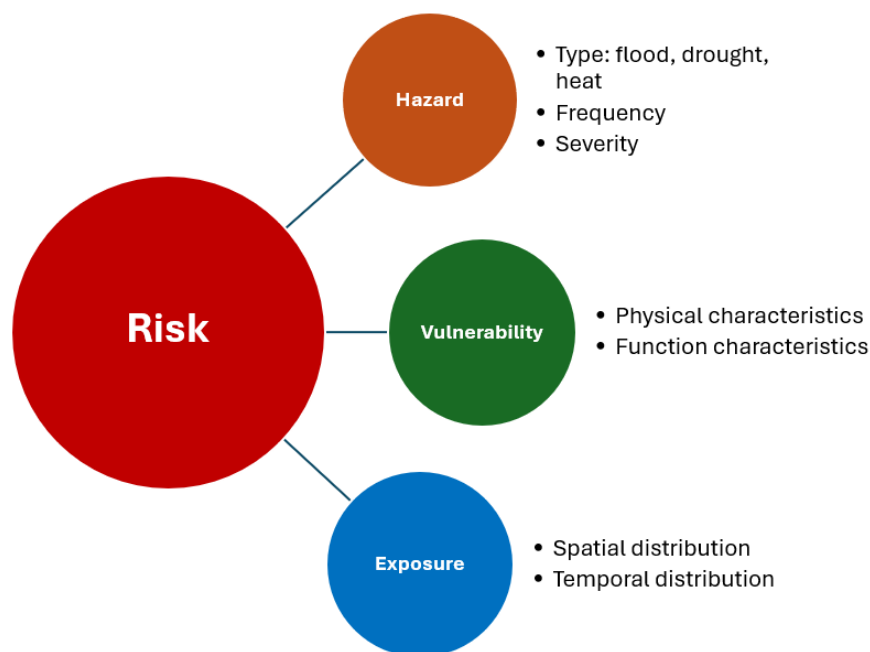 Risk
Hazard
• Type: flood, drought,
heat
• Frequency
• Severity
Vulnerability
• Physical characteristics
• Function characteristics
Exposure
• Spatial distribution
• Temporal distribution